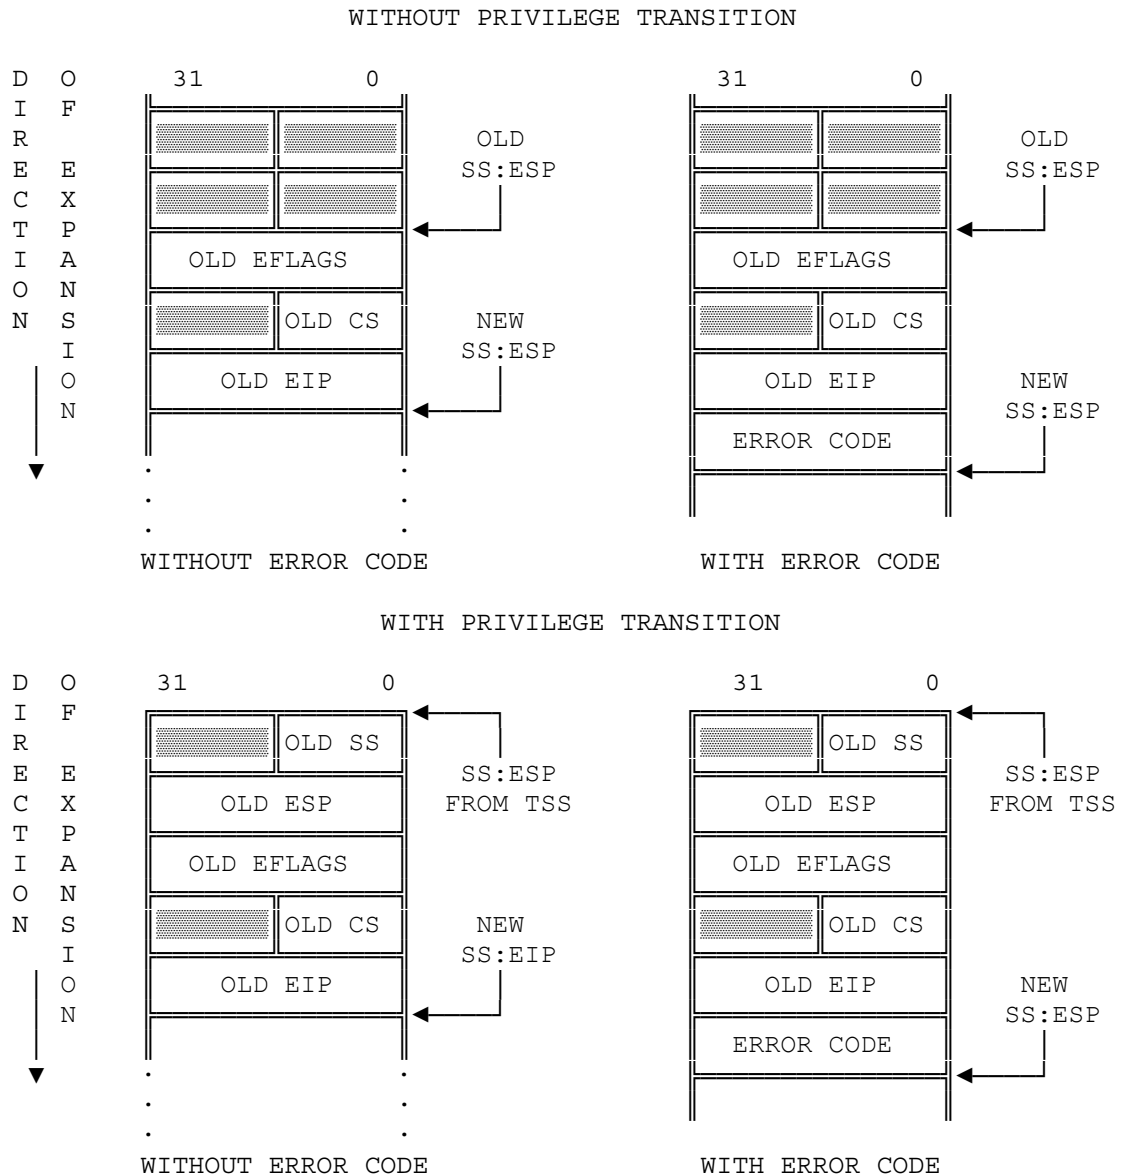 WITHOUT PRIVILEGE TRANSITION
D O 31 0 31 0
I F
R OLD OLD
E E SS:ESP SS:ESP
C X
T P
I A OLD EFLAGS OLD EFLAGS
O N
N S OLD CS NEW OLD CS
I SS:ESP
O OLD EIP OLD EIP NEW
N SS:ESP
ERROR CODE
WITHOUT ERROR CODE WITH ERROR CODE
WITH PRIVILEGE TRANSITION
D O 31 0 31 0
I F
R OLD SS OLD SS
E E SS:ESP SS:ESP
C X OLD ESP FROM TSS OLD ESP FROM TSS
T P
I A OLD EFLAGS OLD EFLAGS
O N
N S OLD CS NEW OLD CS
I SS:EIP
O OLD EIP OLD EIP NEW
N SS:ESP
ERROR CODE
WITHOUT ERROR CODE WITH ERROR CODE